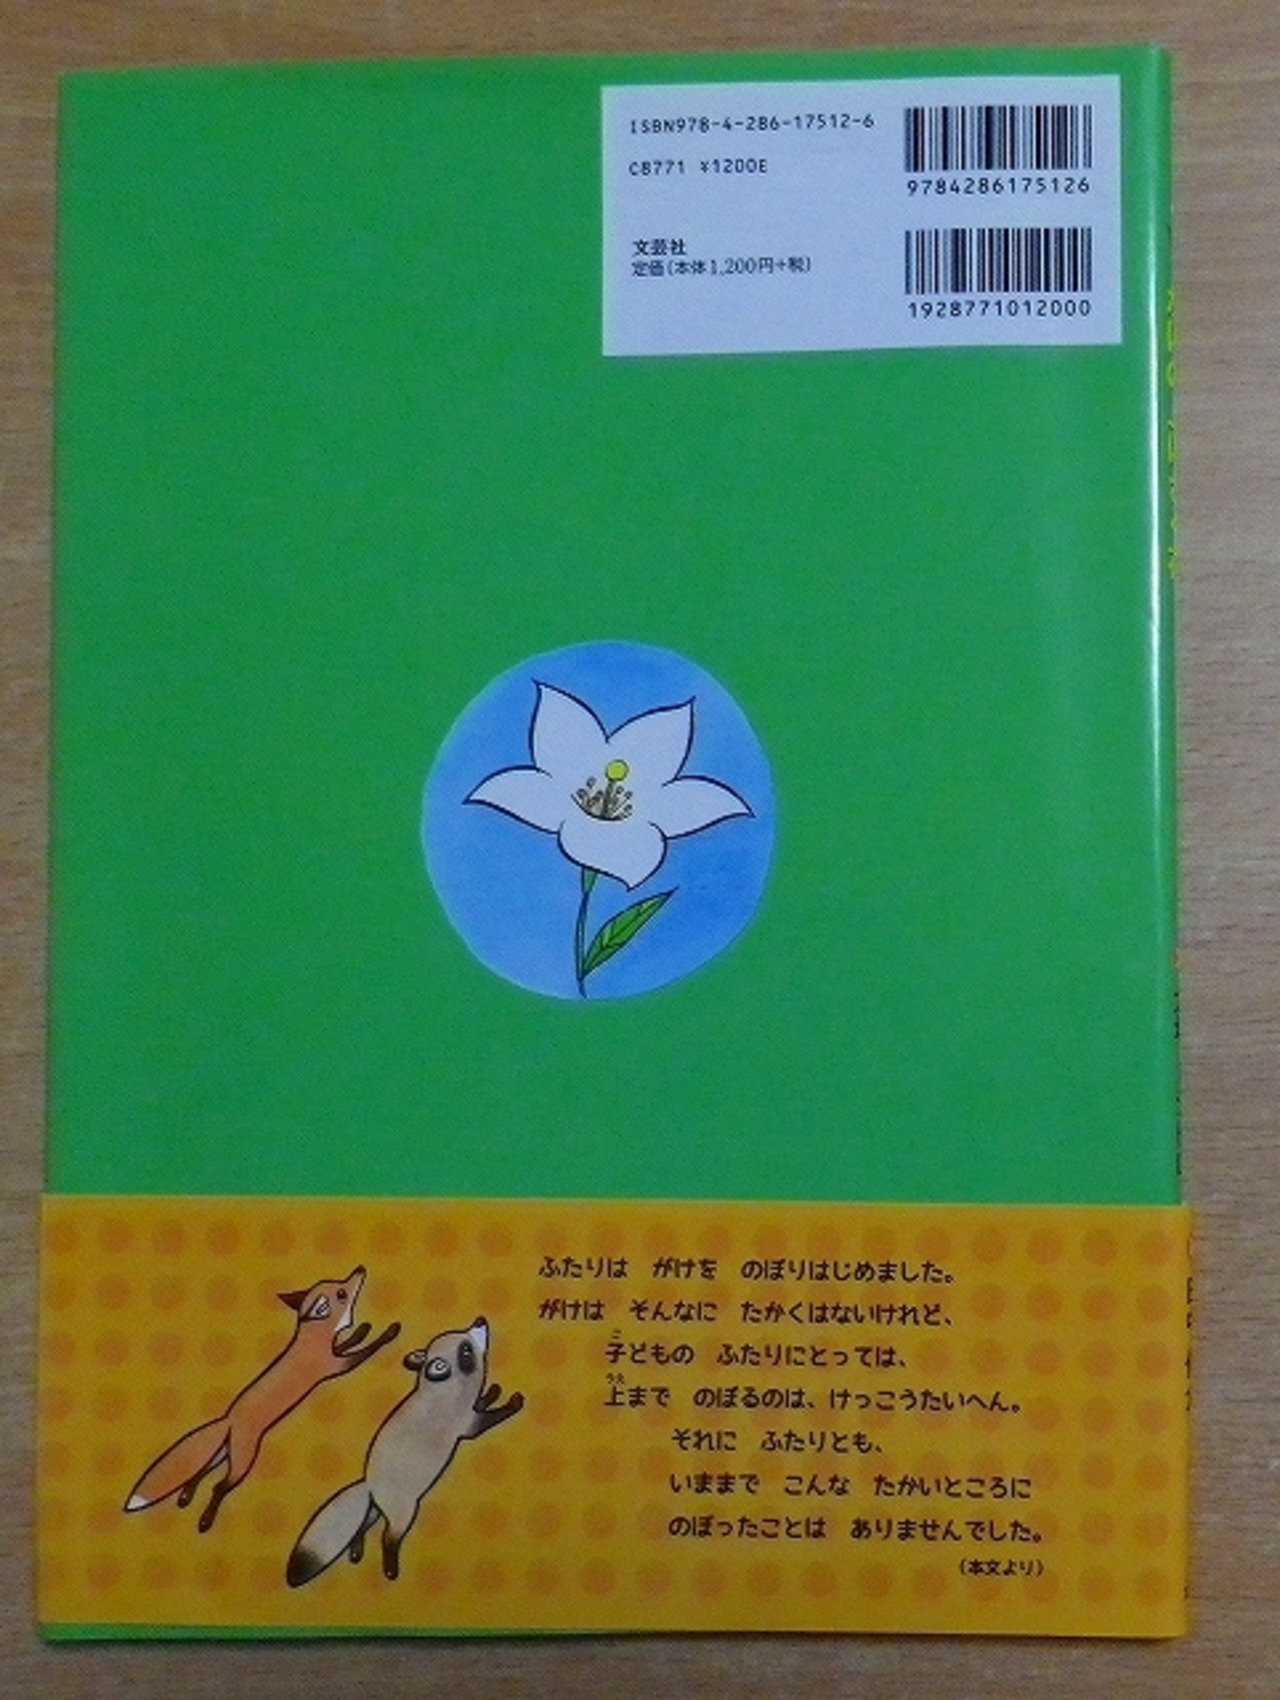 ISBN978-4-286-17512-6
C8771 ¥1200E
9784286175126
文芸社
定価(本体1,200円+税)
1928771012000
ふたりは がけを のぼりはじめました。
がけは そんなに たかくはないけれど、
こ
子どもの ふたりにとっては、
うえ
上まで のぼるのは、けっこうたいへん。
それに ふたりとも、
いままで こんな たかいところに
のぼったことは ありませんでした。
(本文より)